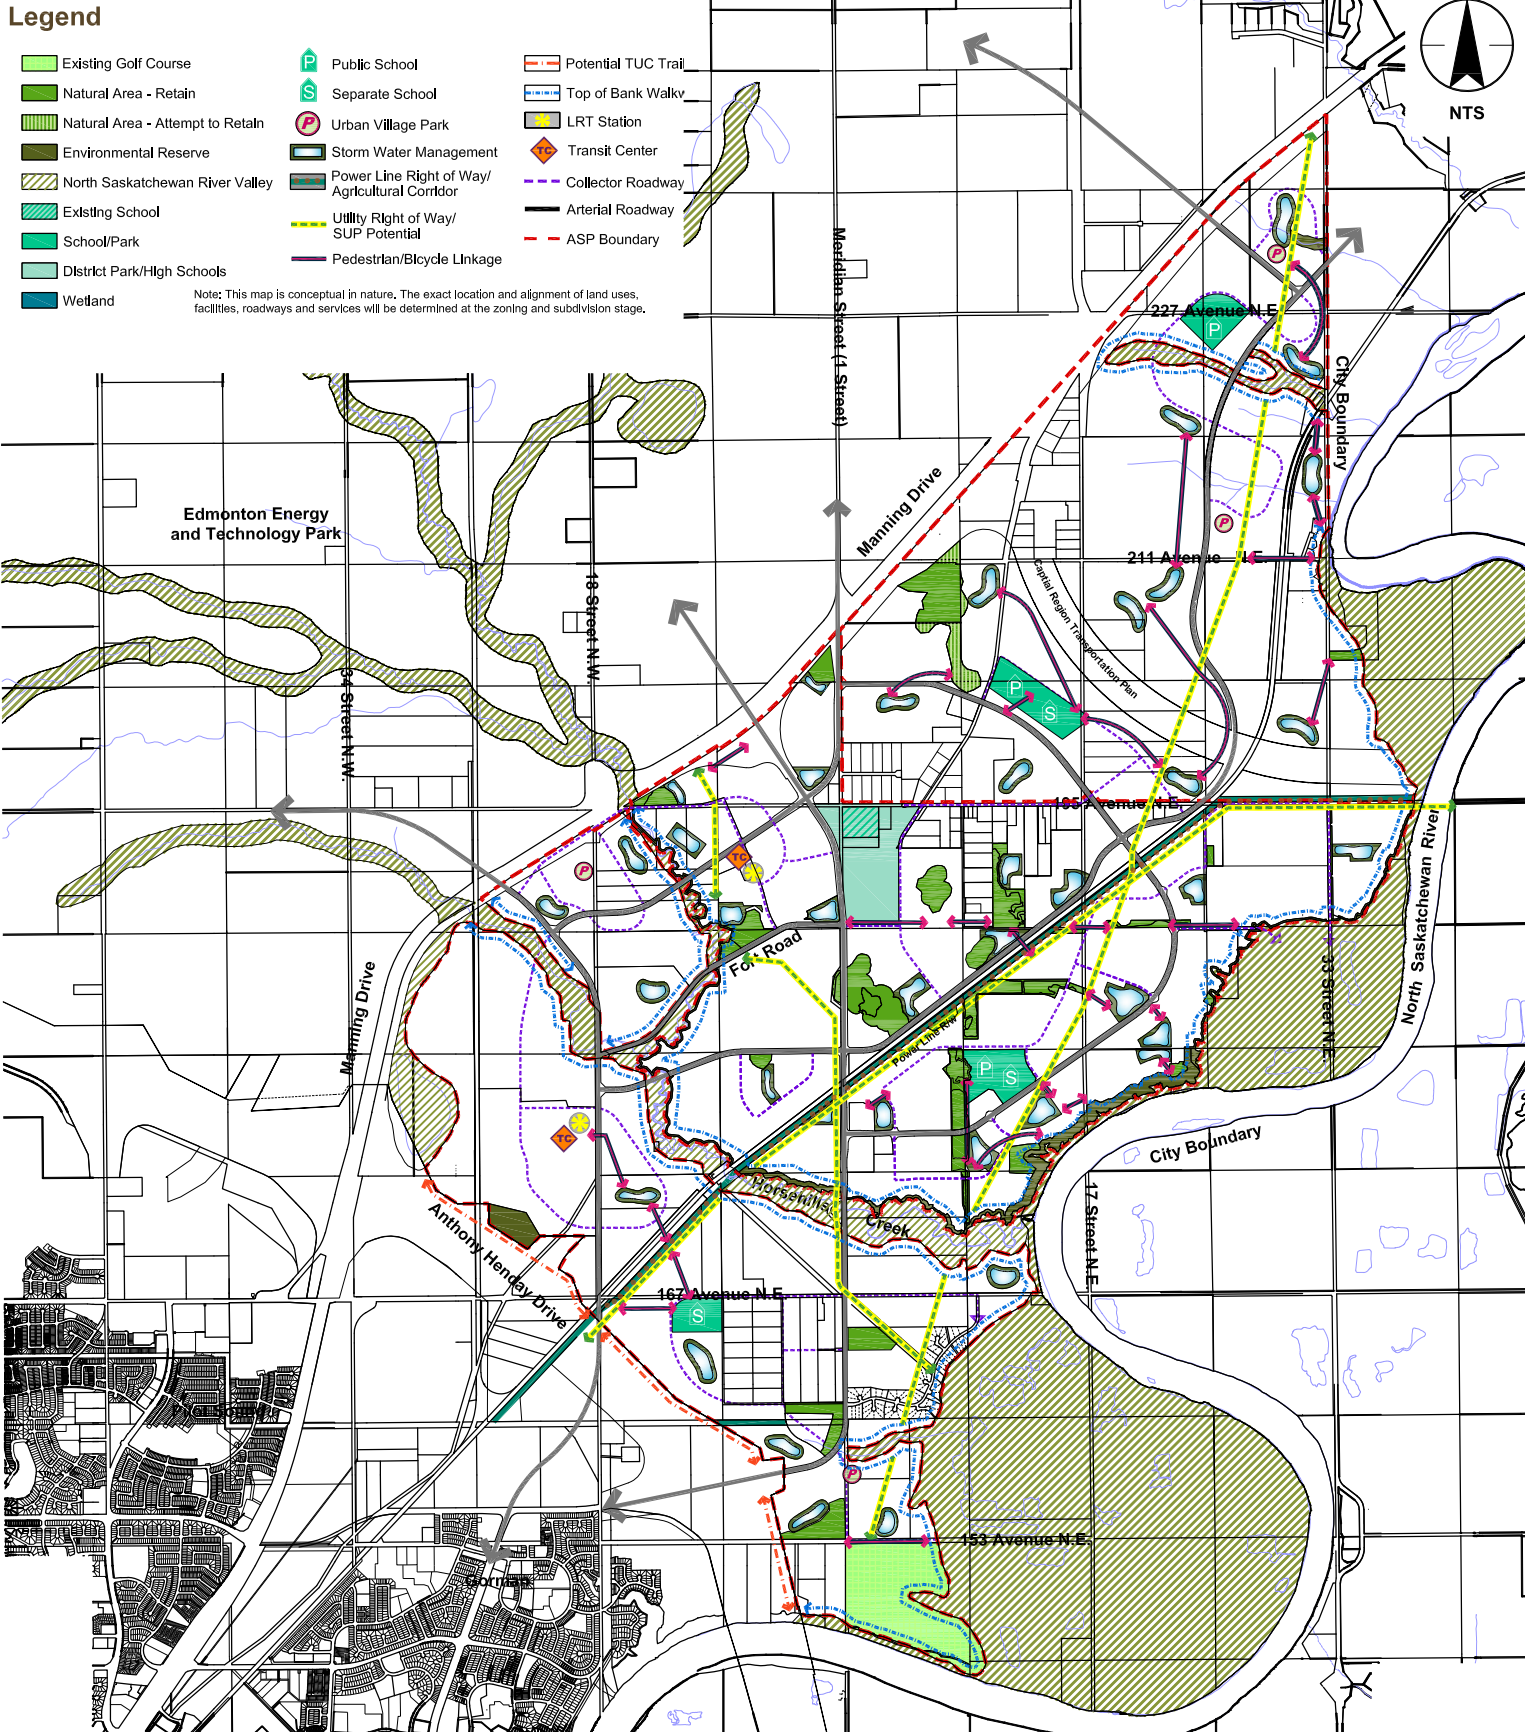 Legend
Existing Golf Course
Natural Area - Retain
Natural Area - Attempt to Retain
Environmental Reserve
North Saskatchewan River Valley
Existing School
School/Park
District Park/High Schools
Wetland
P Public School
S Separate School
P Urban Village Park
Storm Water Management
Power Line Right of Way/
Agricultural Corridor
Utility Right of Way/
SUP Potential
Pedestrian/Bicycle Linkage
Potential TUC Trail
Top of Bank Walkw
LRT Station
TC Transit Center
Collector Roadway
Arterial Roadway
ASP Boundary
Note: This map is conceptual in nature. The exact location and alignment of land uses,
facilities, roadways and services will be determined at the zoning and subdivision stage.
NTS
Meridian Street (1 Street)
P
227 Avenue N.E.
P
City Boundary
Manning Drive
Edmonton Energy
and Technology Park
P
211 Avenue N.E.
18 Street N.W.
Captial Region Transportation Plan
34 Street N.W.
P
S
195 Avenue N.E.
TC
P
North Saskatchewan River
Fort Road
33 Street N.E.
Manning Drive
Power Line R/W
P
S
TC
City Boundary
Horsehills
Creek
17 Street N.E.
Anthony Henday Drive
167 Avenue N.E.
S
P
153 Avenue N.E.
Gorman